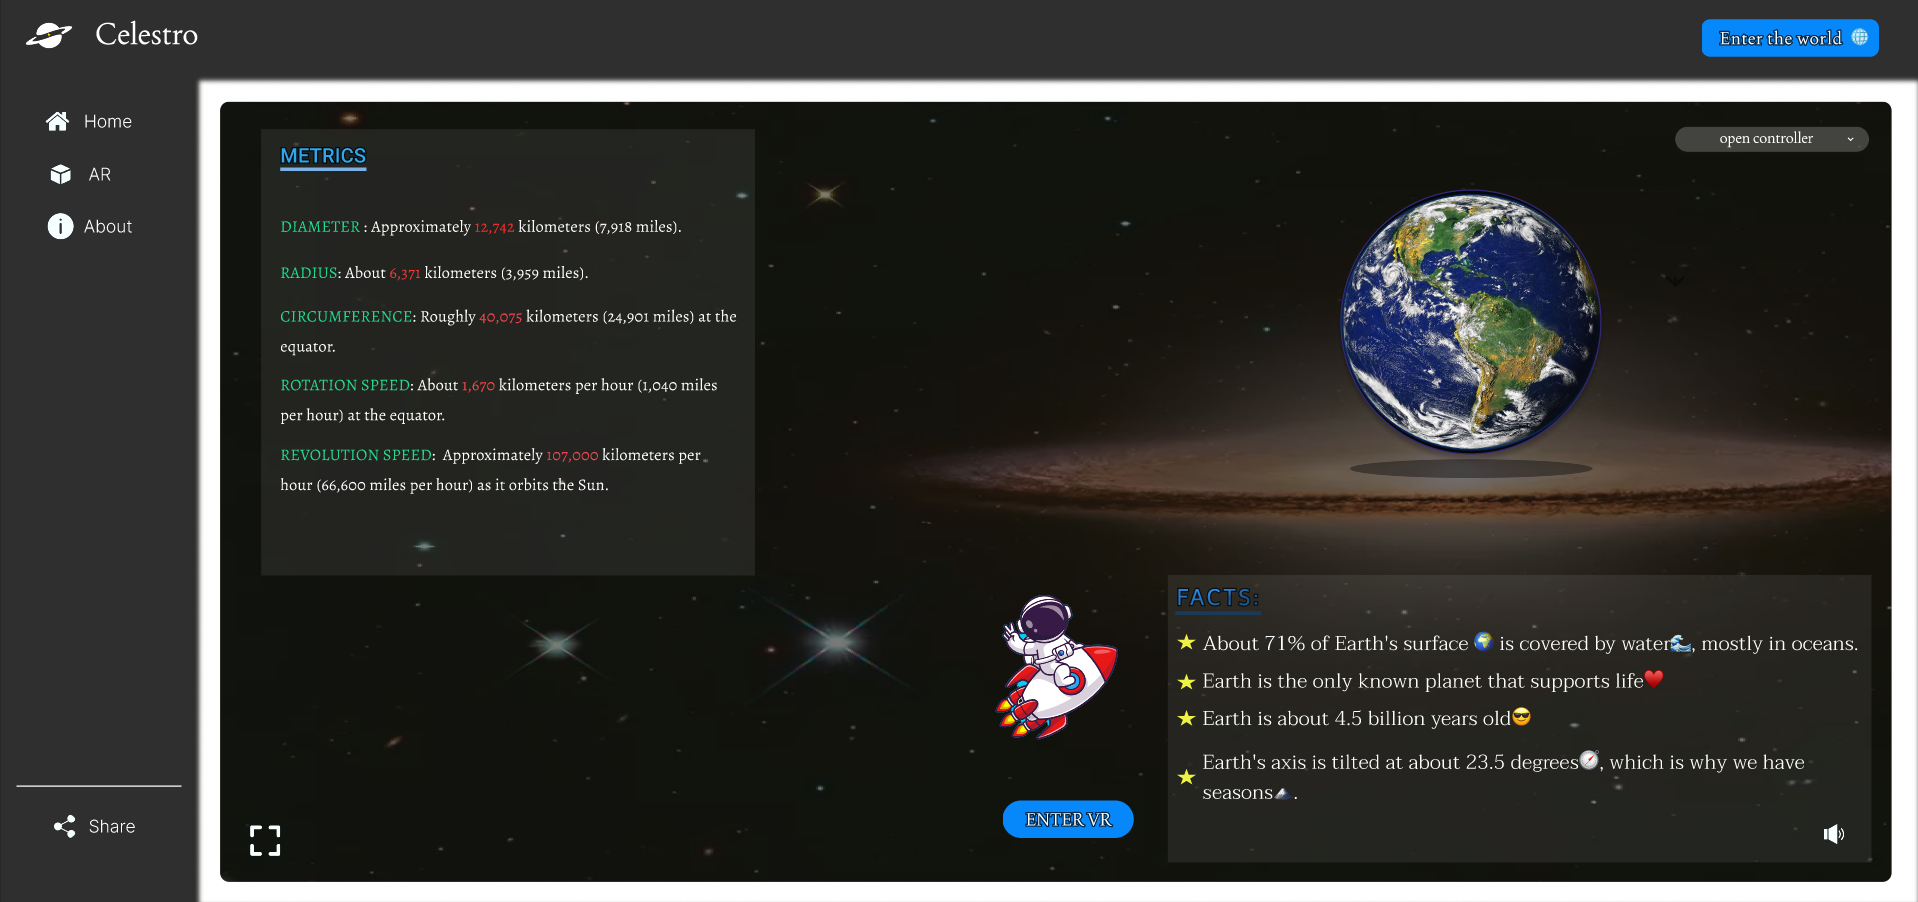 Celestro
Enter the world
Home
AR
About
Share
METRICS
DIAMETER : Approximately 12,742 kilometers (7,918 miles).
RADIUS: About 6,371 kilometers (3,959 miles).
CIRCUMFERENCE: Roughly 40,075 kilometers (24,901 miles) at the
equator.
ROTATION SPEED: About 1,670 kilometers per hour (1,040 miles
per hour) at the equator.
REVOLUTION SPEED: Approximately 107,000 kilometers per
hour (66,600 miles per hour) as it orbits the Sun.
open controller
ENTER VR
FACTS:
About 71% of Earth's surface 🌍 is covered by water🌊, mostly in oceans.
Earth is the only known planet that supports life❤️
Earth is about 4.5 billion years old😎
Earth's axis is tilted at about 23.5 degrees🧭, which is why we have
seasons🏔️.